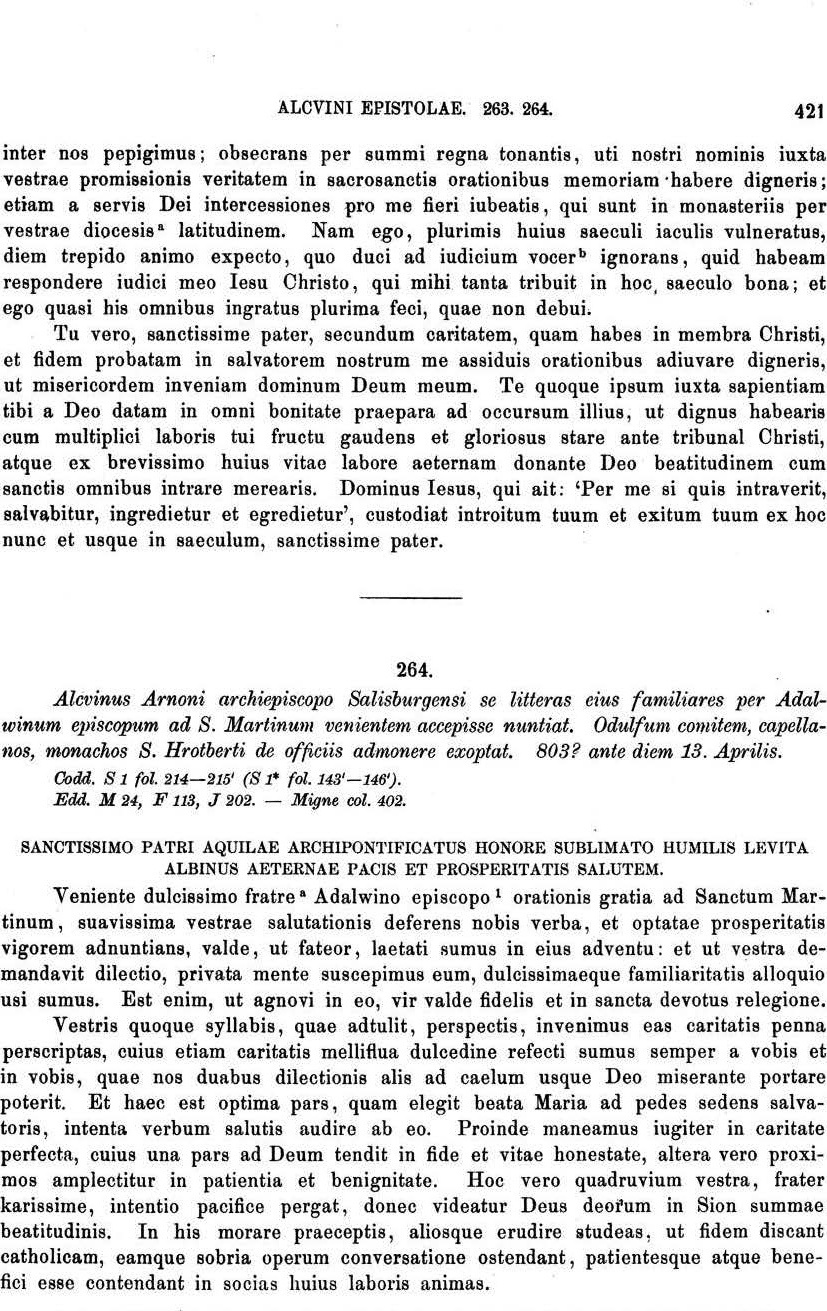 ALCVINI EPISTOLAE. 263. 264. 421
inter nos pepigimus; obsecrans per summi regna tonantis, uti nostri nominis iuxta
vestrae promissionis veritatem in sacrosanctis orationibus memoriam habere digneris;
etiam a servis Dei intercessiones pro me fieri iubeatis, qui sunt in monasteriis per
vestrae diocesisᵃ latitudinem. Nam ego, plurimis huius saeculi iaculis vulneratus,
diem trepido animo expecto, quo duci ad iudicium vocerᵇ ignorans, quid habeam
respondere iudici meo Iesu Christo, qui mihi tanta tribuit in hoc saeculo bona; et
ego quasi his omnibus ingratus plurima feci, quae non debui.
Tu vero, sanctissime pater, secundum caritatem, quam habes in membra Christi,
et fidem probatam in salvatorem nostrum me assiduis orationibus adiuvare digneris,
ut misericordem inveniam dominum Deum meum. Te quoque ipsum iuxta sapientiam
tibi a Deo datam in omni bonitate praepara ad occursum illius, ut dignus habearis
cum multiplici laboris tui fructu gaudens et gloriosus stare ante tribunal Christi,
atque ex brevissimo huius vitae labore aeternam donante Deo beatitudinem cum
sanctis omnibus intrare merearis. Dominus Iesus, qui ait: ‘Per me si quis intraverit,
salvabitur, ingredietur et egredietur’, custodiat introitum tuum et exitum tuum ex hoc
nunc et usque in saeculum, sanctissime pater.
264.
Alcvinus Arnoni archiepiscopo Salisburgensi se litteras eius familiares per Adal-
winum episcopum ad S. Martinum venientem accepisse nuntiat. Odulfum comitem, capella-
nos, monachos S. Hrotberti de officiis admonere exoptat. 803? ante diem 13. Aprilis.
Codd. S 1 fol. 214—215' (S 1* fol. 143'—146').
Edd. M 24, F 113, J 202. — Migne col. 402.
SANCTISSIMO PATRI AQUILAE ARCHIPONTIFICATUS HONORE SUBLIMATO HUMILIS LEVITA
ALBINUS AETERNAE PACIS ET PROSPERITATIS SALUTEM.
Veniente dulcissimo fratreᵃ Adalwino episcopo¹ orationis gratia ad Sanctum Mar-
tinum, suavissima vestrae salutationis deferens nobis verba, et optatae prosperitatis
vigorem adnuntians, valde, ut fateor, laetati sumus in eius adventu: et ut vestra de-
mandavit dilectio, privata mente suscepimus eum, dulcissimaeque familiaritatis alloquio
usi sumus. Est enim, ut agnovi in eo, vir valde fidelis et in sancta devotus relegione.
Vestris quoque syllabis, quae adtulit, perspectis, invenimus eas caritatis penna
perscriptas, cuius etiam caritatis melliflua dulcedine refecti sumus semper a vobis et
in vobis, quae nos duabus dilectionis alis ad caelum usque Deo miserante portare
poterit. Et haec est optima pars, quam elegit beata Maria ad pedes sedens salva-
toris, intenta verbum salutis audire ab eo. Proinde maneamus iugiter in caritate
perfecta, cuius una pars ad Deum tendit in fide et vitae honestate, altera vero proxi-
mos amplectitur in patientia et benignitate. Hoc vero quadruvium vestra, frater
karissime, intentio pacifice pergat, donec videatur Deus deorum in Sion summae
beatitudinis. In his morare praeceptis, aliosque erudire studeas, ut fidem discant
catholicam, eamque sobria operum conversatione ostendant, patientesque atque bene-
fici esse contendant in socias huius laboris animas.